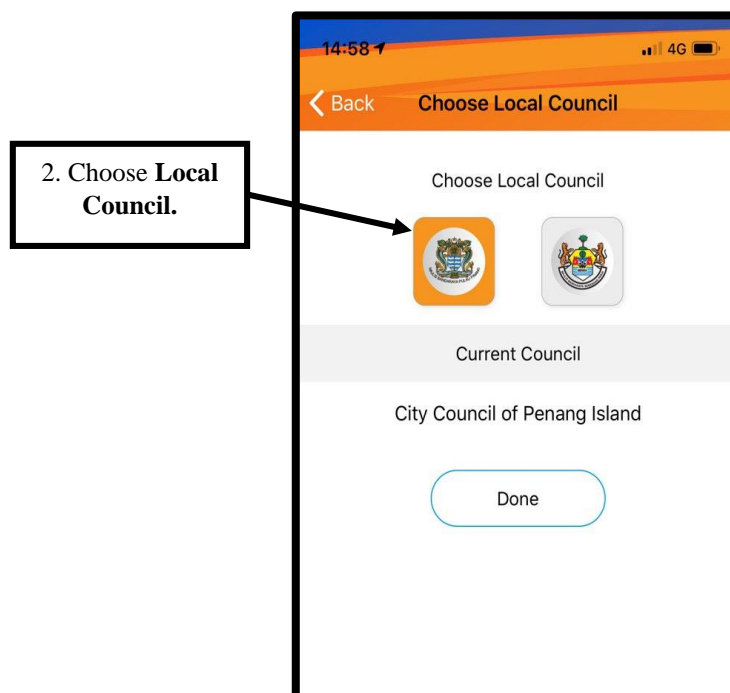 14:58
4G
Back
Choose Local Council
2. Choose Local
Council.
Choose Local Council
Current Council
City Council of Penang Island
Done